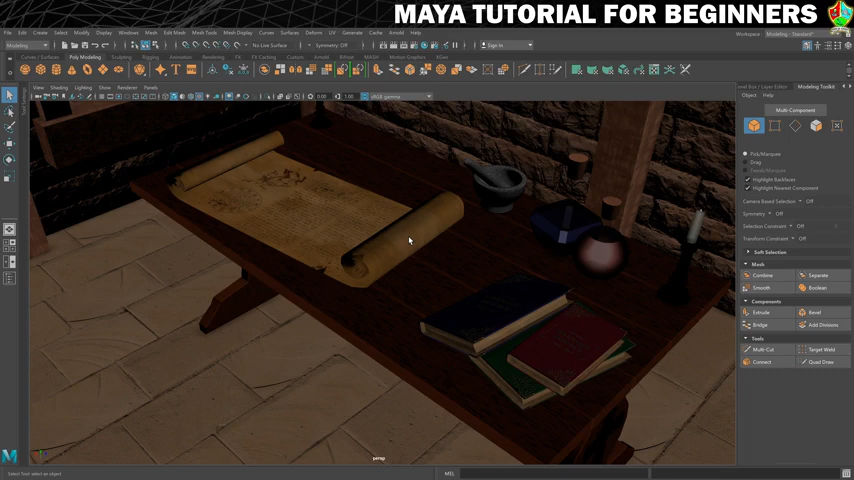 MAYA TUTORIAL FOR BEGINNERS
File Edit Create Select Modify Display Windows Mesh Edit Mesh Mesh Tools Mesh Display Curves Surfaces Deform UV Generate Cache Arnold Help
Workspace: Modeling - Standard*
Modeling No Live Surface Symmetry: Off Sign In
Curves / Surfaces Poly Modeling Sculpting Rigging Animation Rendering FX FX Caching Custom Arnold Bifrost MASH Motion Graphics XGen
View Shading Lighting Show Renderer Panels
0.00 1.00 sRGB gamma
Layer Editor Modeling Toolkit
Object Help
Multi-Component
Pick/Marquee
Drag
Tweak/Marquee
Highlight Backfaces
Highlight Nearest Component
Camera Based Selection Off
Symmetry Off
Selection Constraint Off
Transform Constraint Off
Soft Selection
Mesh
Combine Separate
Smooth Boolean
Components
Extrude Bevel
Bridge Add Divisions
Tools
Multi-Cut Target Weld
Connect Quad Draw
persp
Select Tool: select an object
MEL